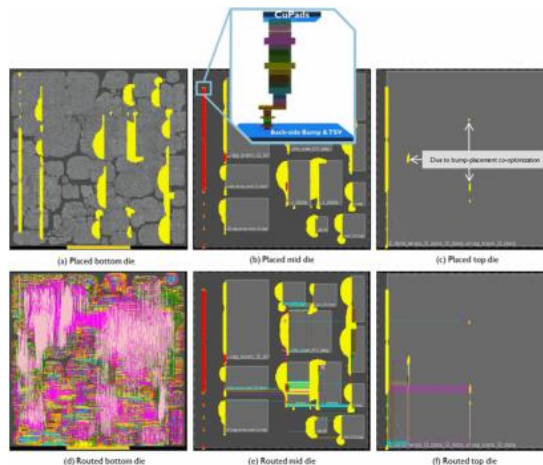 CuPads
Back-side Bump & TSV
Due to bump-placement co-optimization
(a) Placed bottom die
(b) Placed mid die
(c) Placed top die
(d) Routed bottom die
(e) Routed mid die
(f) Routed top die